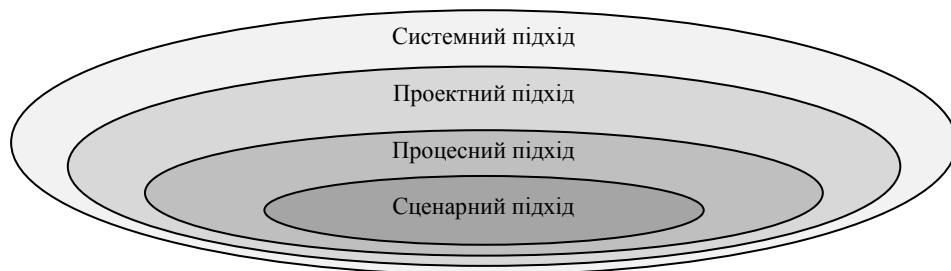 Системний підхід
Проектний підхід
Процесний підхід
Сценарний підхід